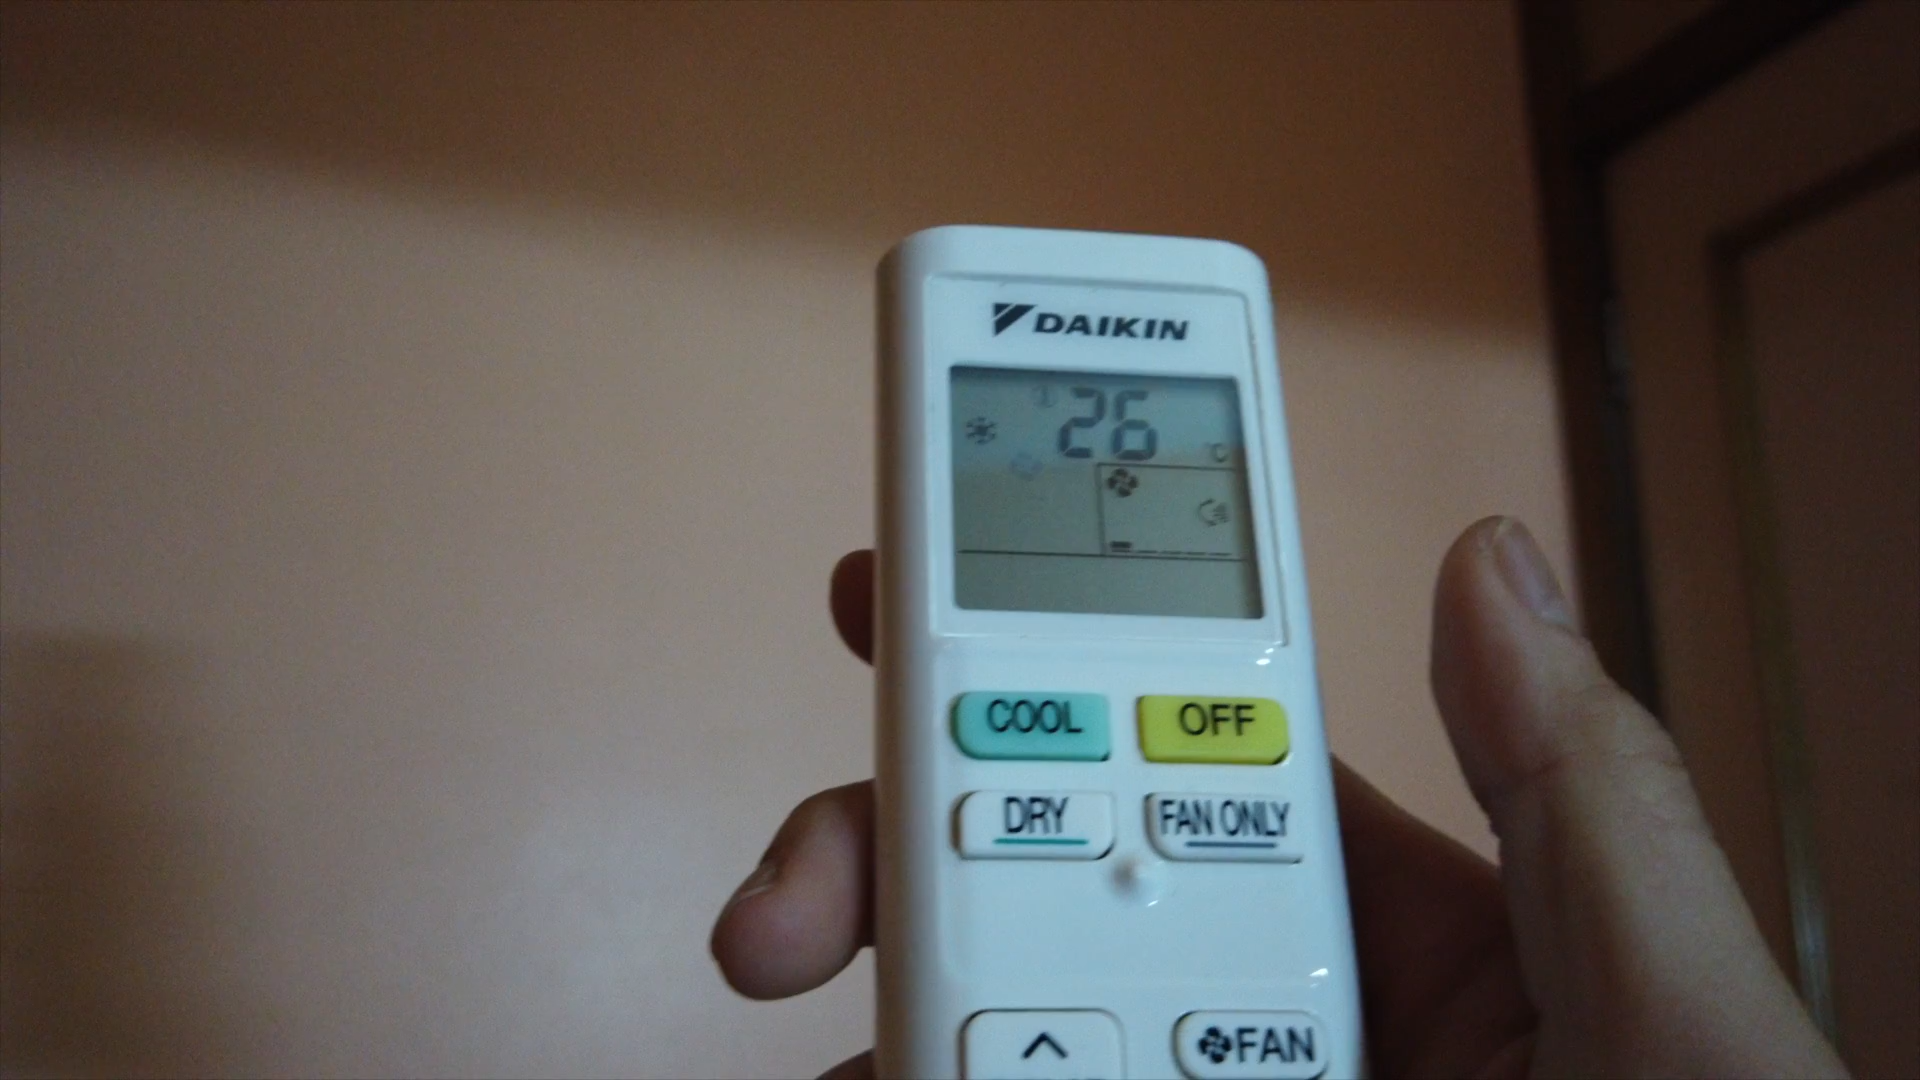 DAIKIN
26
°C
COOL OFF
DRY FAN ONLY
FAN